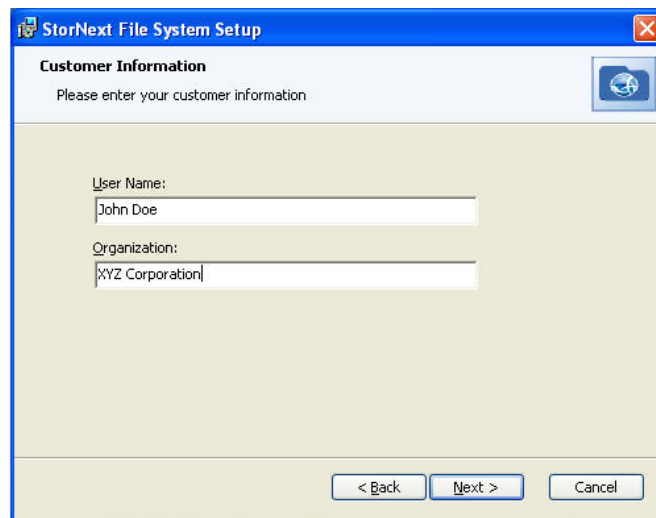 StorNext File System Setup
Customer Information
Please enter your customer information
User Name:
John Doe
Organization:
XYZ Corporation
< Back Next > Cancel